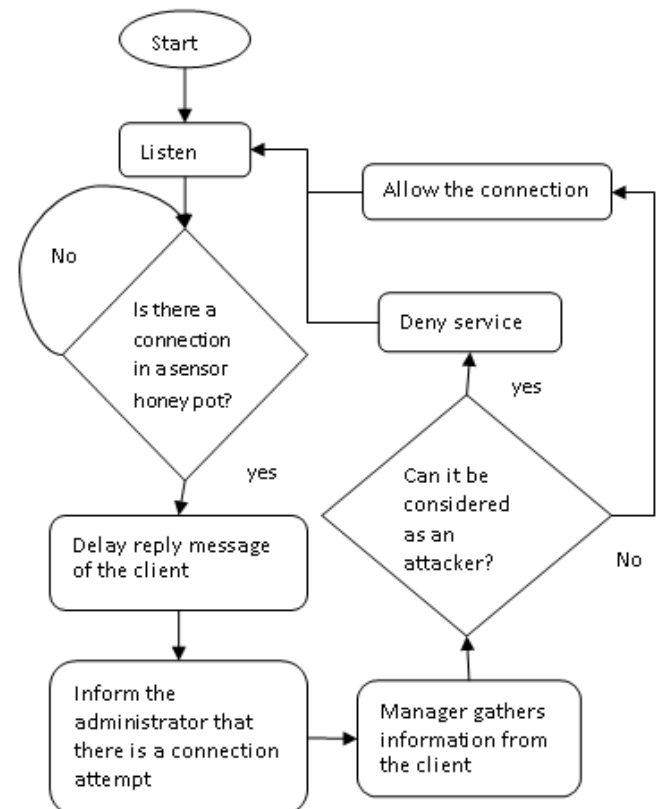 Start
Listen
No
Is there a
connection
in a sensor
honey pot?
yes
Delay reply message
of the client
Inform the
administrator that
there is a connection
attempt
Manager gathers
information from
the client
Can it be
considered
as an
attacker?
yes
No
Deny service
Allow the connection